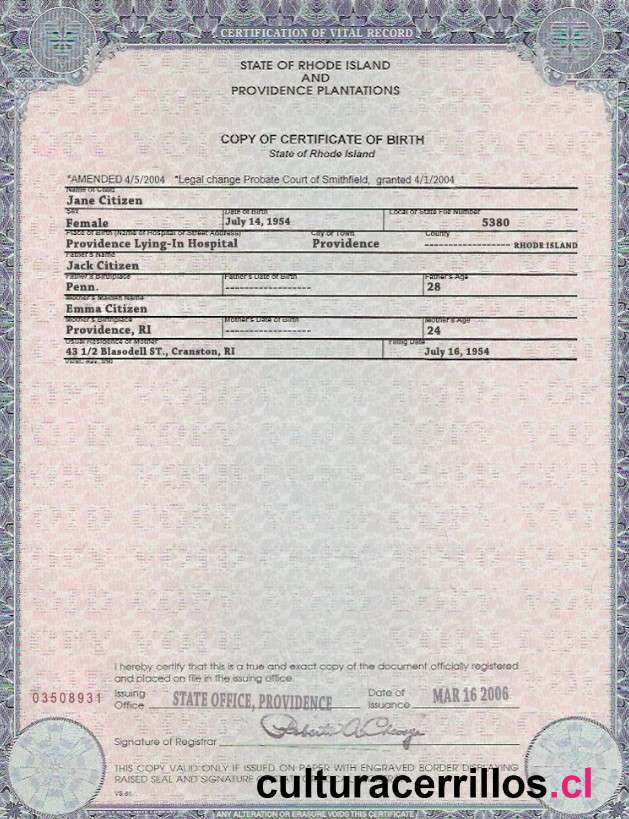 CERTIFICATION OF VITAL RECORD
STATE OF RHODE ISLAND
AND
PROVIDENCE PLANTATIONS
COPY OF CERTIFICATE OF BIRTH
State of Rhode Island
*AMENDED 4/5/2004 *Legal change Probate Court of Smithfield, granted 4/1/2004
Name of Child
Jane Citizen
Sex Date of Birth Local or State File Number
Female July 14, 1954 5380
Place of Birth (Name of Hospital or Street Address) City or Town County
Providence Lying-In Hospital Providence -------------------- RHODE ISLAND
Father's Name
Jack Citizen
Father's Birthplace Father's Date of Birth Father's Age
Penn. -------------------- 28
Mother's Maiden Name
Emma Citizen
Mother's Birthplace Mother's Date of Birth Mother's Age
Providence, RI -------------------- 24
Usual Residence of Mother Filing Date
43 1/2 Blasodell ST., Cranston, RI July 16, 1954
I hereby certify that this is a true and exact copy of the document officially registered
and placed on file in the issuing office.
03508931
Issuing Date of
Office STATE OFFICE, PROVIDENCE Issuance MAR 16 2006
Signature of Registrar
THIS COPY VALID ONLY IF ISSUED ON PAPER WITH ENGRAVED BORDER DISPLAYING
RAISED SEAL AND SIGNATURE
culturacerrillos.cl
ANY ALTERATION OR ERASURE VOIDS THIS CERTIFICATE